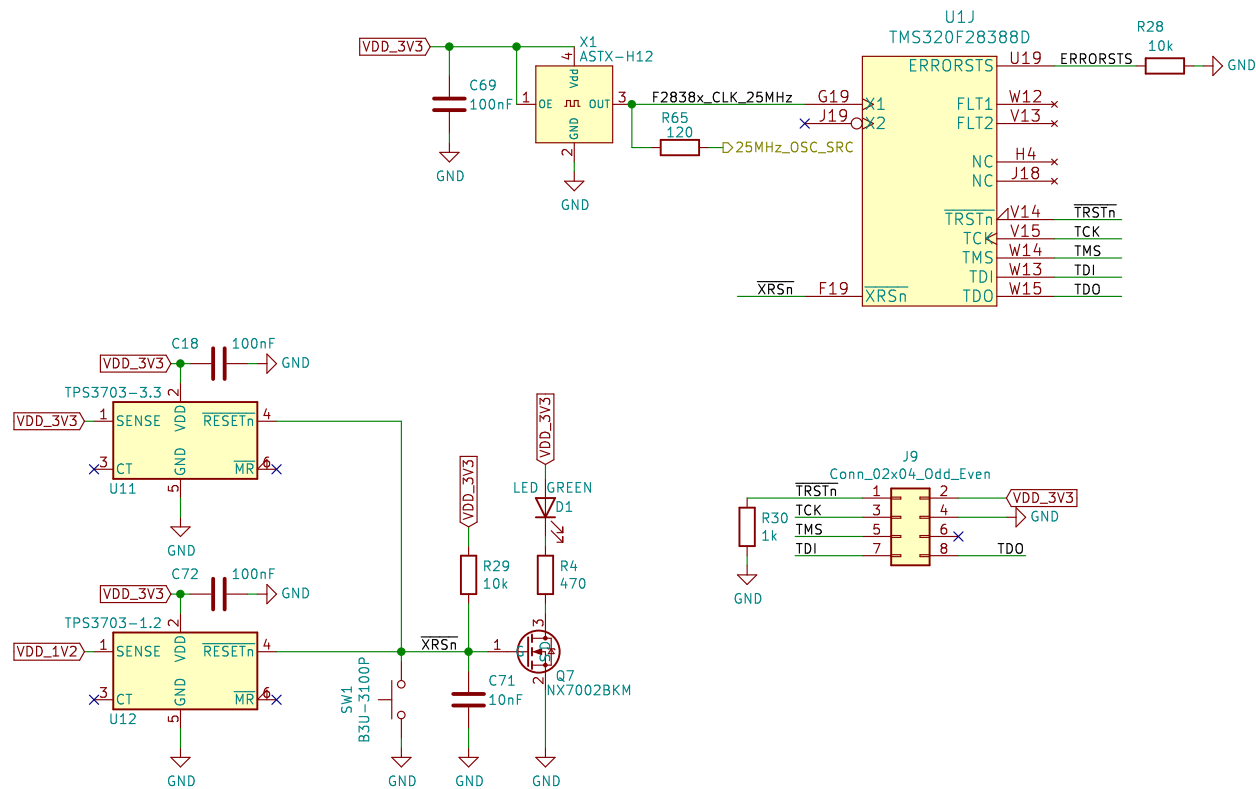 U1J
TMS320F28388D
R28
10k
GND
VDD_3V3
X1
ASTX-H12
4
Vdd
1
OE
OUT
3
GND
2
GND
C69
100nF
GND
F2838x_CLK_25MHz
R65
120
25MHz_OSC_SRC
G19
X1
J19
X2
ERRORSTS
U19
ERRORSTS
FLT1
W12
FLT2
V13
NC
H4
NC
J18
TRSTn
V14
TRSTn
TCK
V15
TCK
TMS
W14
TMS
TDI
W13
TDI
TDO
W15
TDO
XRSn
F19
XRSn
C18
100nF
VDD_3V3
GND
TPS3703-3.3
2
VDD_3V3
1
SENSE
VDD
RESETn
4
3
CT
GND
MR
6
U11
5
GND
C72
100nF
VDD_3V3
GND
TPS3703-1.2
2
VDD_1V2
1
SENSE
VDD
RESETn
4
3
CT
GND
MR
6
U12
5
GND
SW1
B3U-3100P
GND
XRSn
VDD_3V3
R29
10k
C71
10nF
GND
VDD_3V3
LED GREEN
D1
R4
470
3
1
G
D
S
2
Q7
NX7002BKM
GND
J9
Conn_02x04_Odd_Even
TRSTn
1
2
VDD_3V3
TCK
3
4
GND
TMS
5
6
TDI
7
8
TDO
R30
1k
GND